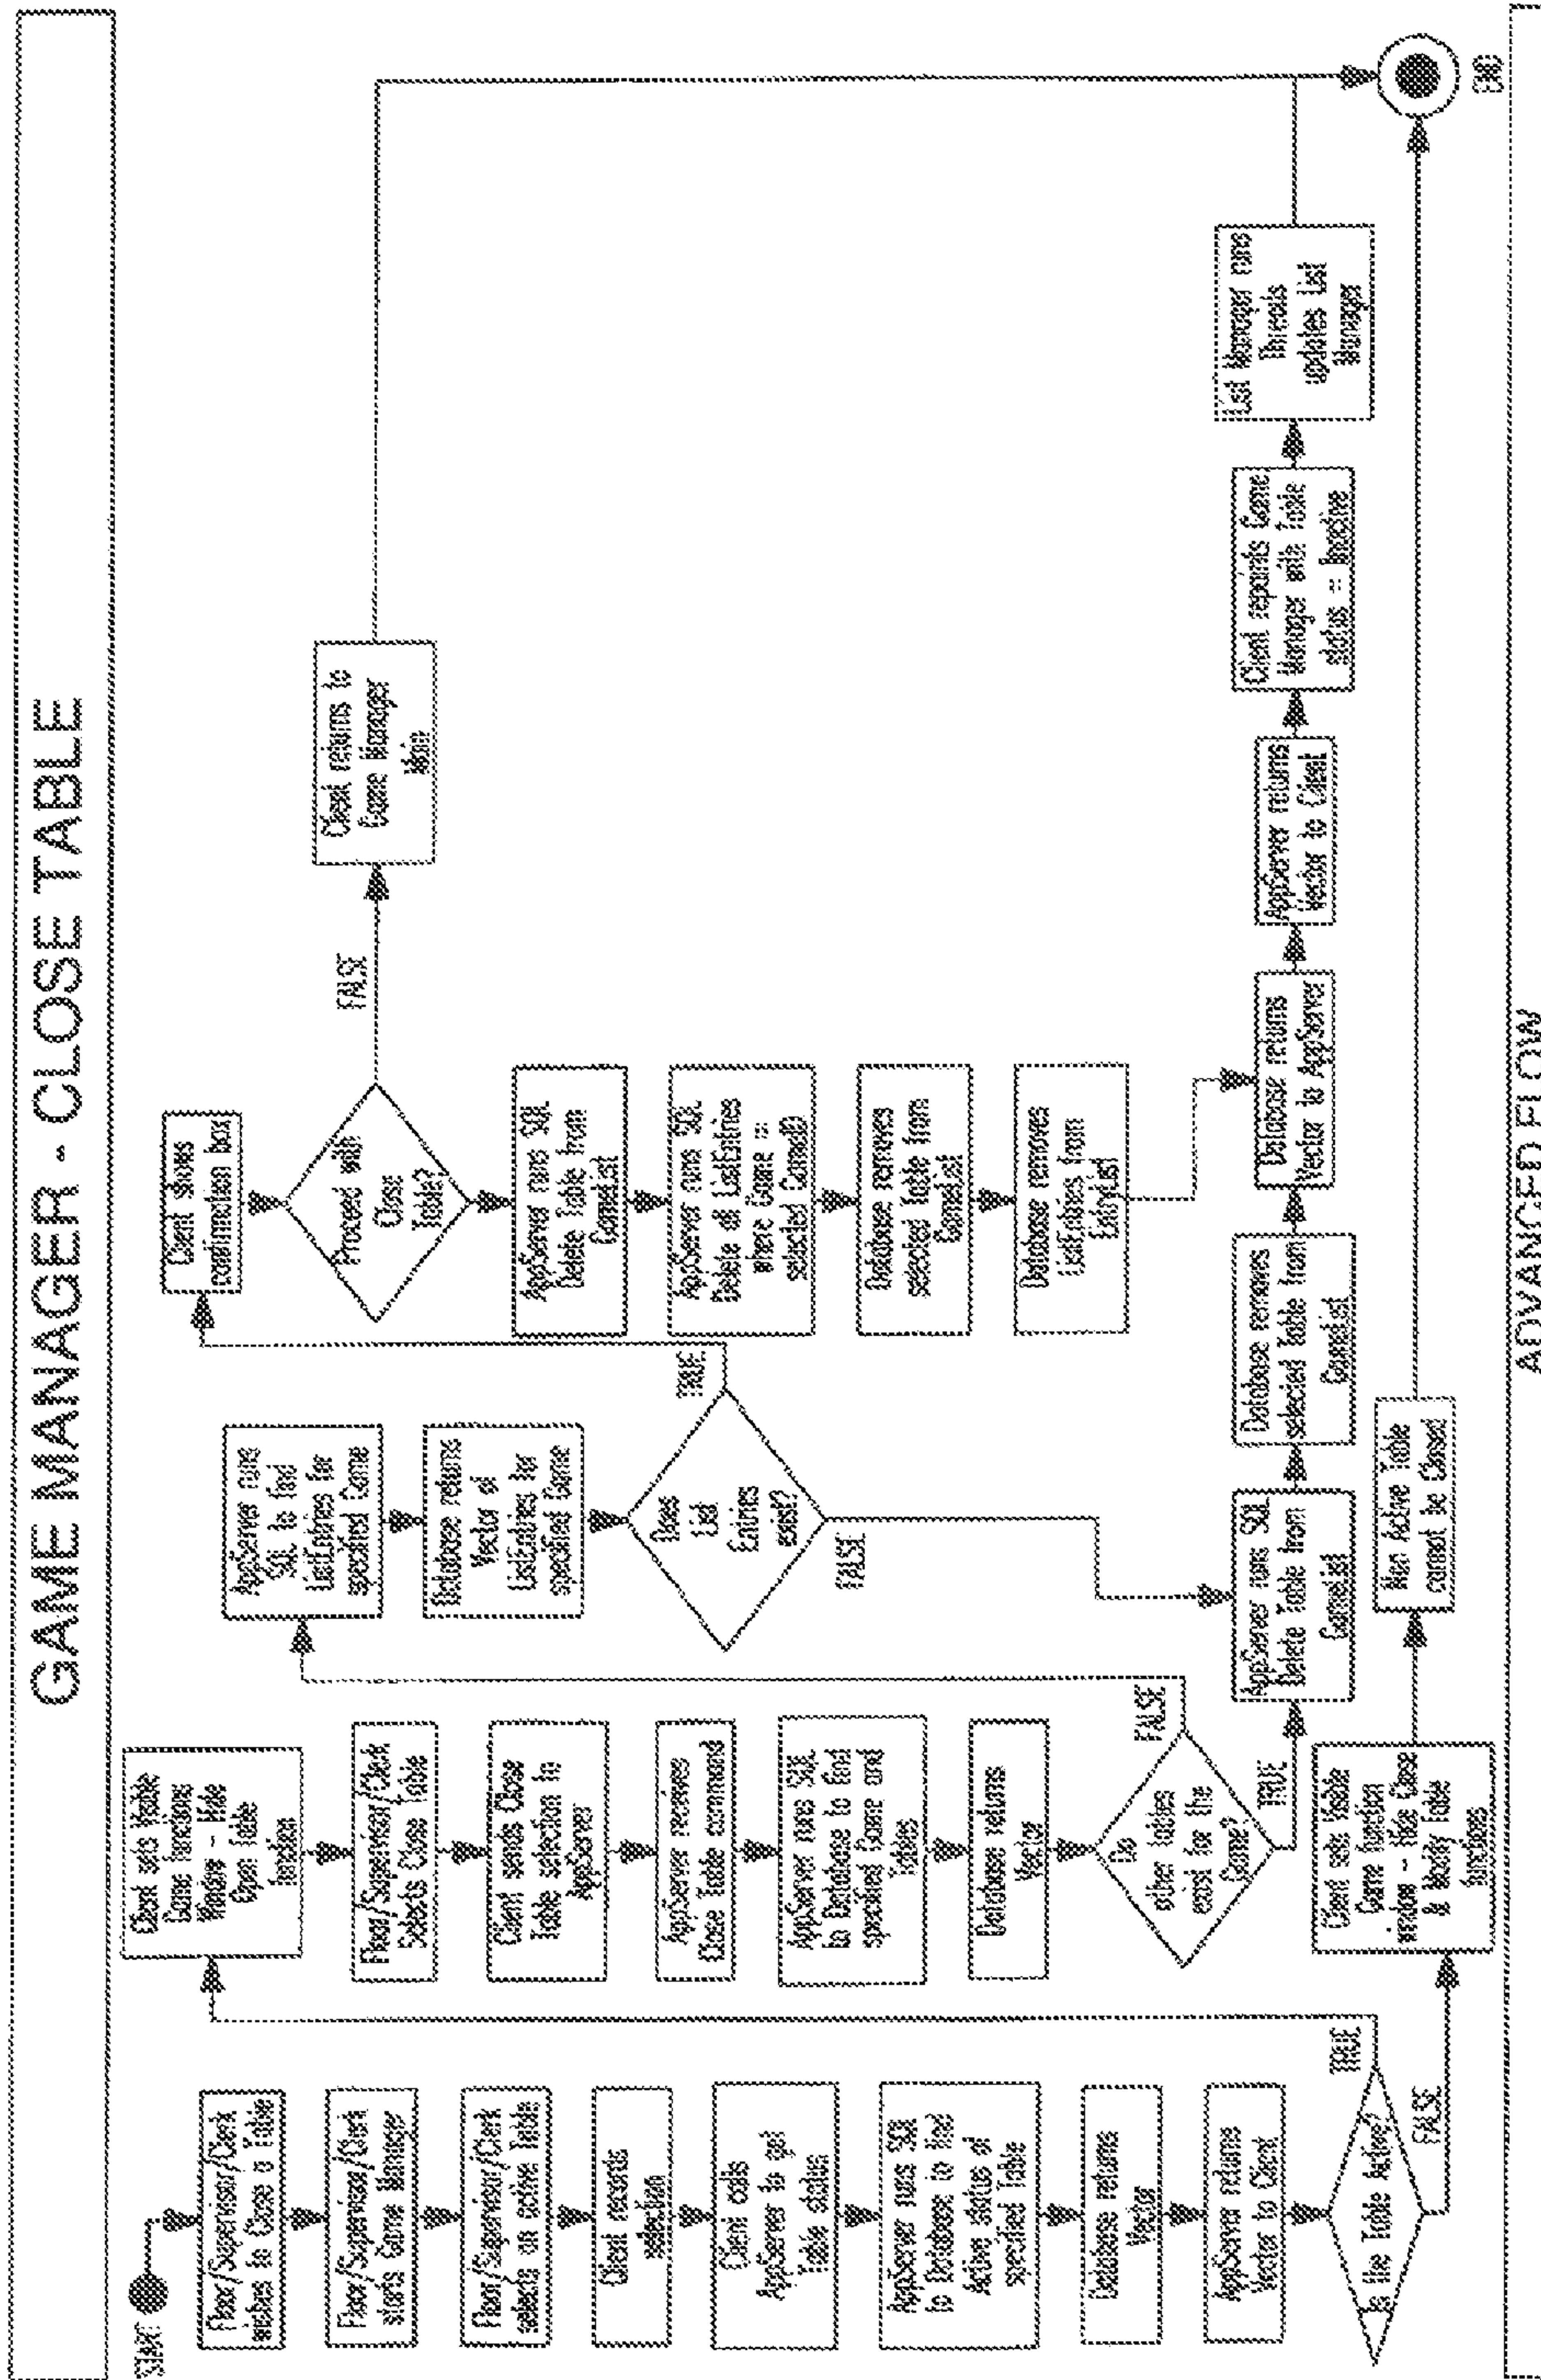 GAME MANAGER - CLOSE TABLE
START
Floor/Supervisor/Clerk
wishes to Close a Table
Floor/Supervisor/Clerk
starts Game Manager
Floor/Supervisor/Clerk
selects an active Table
Client records
selection
Client calls
AppServer to get
Table status
AppServer runs SQL
to Database to find
Active status of
specified Table
Database returns
Vector
AppServer returns
Vector to Client
Is the Table Active?
TRUE
FALSE
Client sets Visible
Game Functions
Window - Hide
Open Table
function
Floor/Supervisor/Clerk
Selects Close Table
Client sends Close
Table selection to
AppServer
AppServer receives
Close Table command
AppServer runs SQL
to Database to find
specified Game and
Tables
Database returns
Vector
Do
other Tables
exist for the
Game?
FALSE
TRUE
Client sets Visible
Game function
window - Hide Close
& Modify Table
functions
AppServer runs
SQL to find
ListEntries for
specified Game
Database returns
Vector of
ListEntries for
specified Game
Does
List
Entries
exist?
TRUE
FALSE
AppServer runs SQL
Delete Table from
GameList
Non Active Table
cannot be Closed
Client shows
confirmation box
Proceed with
Close
Table?
FALSE
AppServer runs SQL
Delete Table from
GameList
AppServer runs SQL
Delete all ListEntries
where Game =
selected GameID
Database removes
selected Table from
GameList
Database removes
ListEntries from
EntryList
Database removes
selected Table from
GameList
Database returns
Vector to AppServer
AppServer returns
Vector to Client
Client returns to
Game Manager
Main
Client repaints Game
Manager with Table
status = Inactive
List Manager runs
Threads
updates List
Manager
END
ADVANCED FLOW